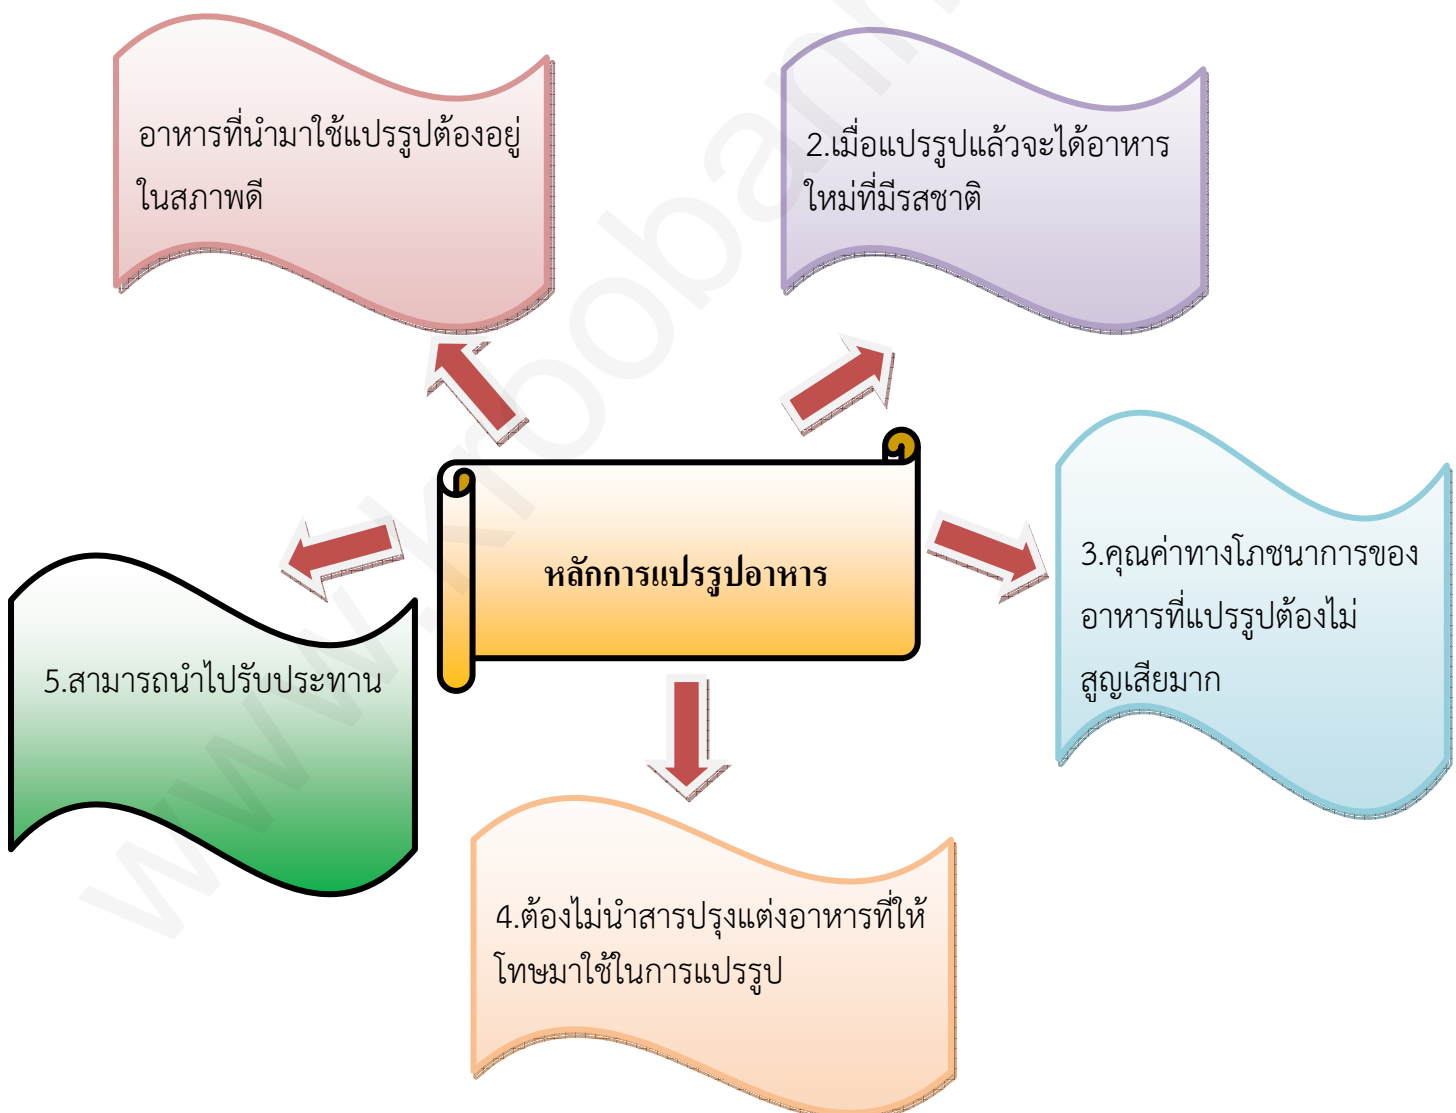 อาหารที่นำมาใช้แปรรูปต้องอยู่
ในสภาพดี
2.เมื่อแปรรูปแล้วจะได้อาหาร
ใหม่ที่มีรสชาติ
หลักการแปรรูปอาหาร
3.คุณค่าทางโภชนาการของ
อาหารที่แปรรูปต้องไม่
สูญเสียมาก
4.ต้องไม่นำสารปรุงแต่งอาหารที่ให้
โทษมาใช้ในการแปรรูป
5.สามารถนำไปรับประทาน